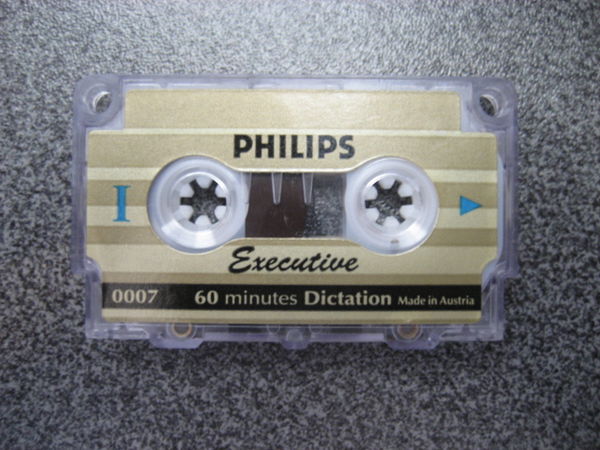 PHILIPS
I
Executive
0007 60 minutes Dictation Made in Austria